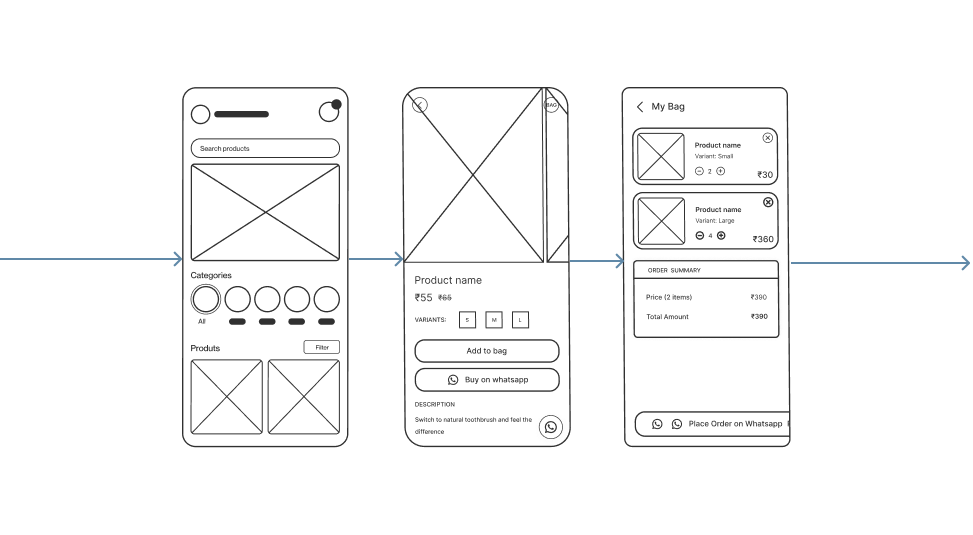 Search products
Categories
All
Produts
Filter
BAG
Product name
₹55 ₹65
VARIANTS: S M L
Add to bag
Buy on whatsapp
DESCRIPTION
Switch to natural toothbrush and feel the
difference
My Bag
Product name
Variant: Small
2
₹30
Product name
Variant: Large
4
₹360
ORDER SUMMARY
Price (2 items) ₹390
Total Amount ₹390
Place Order on Whatsapp